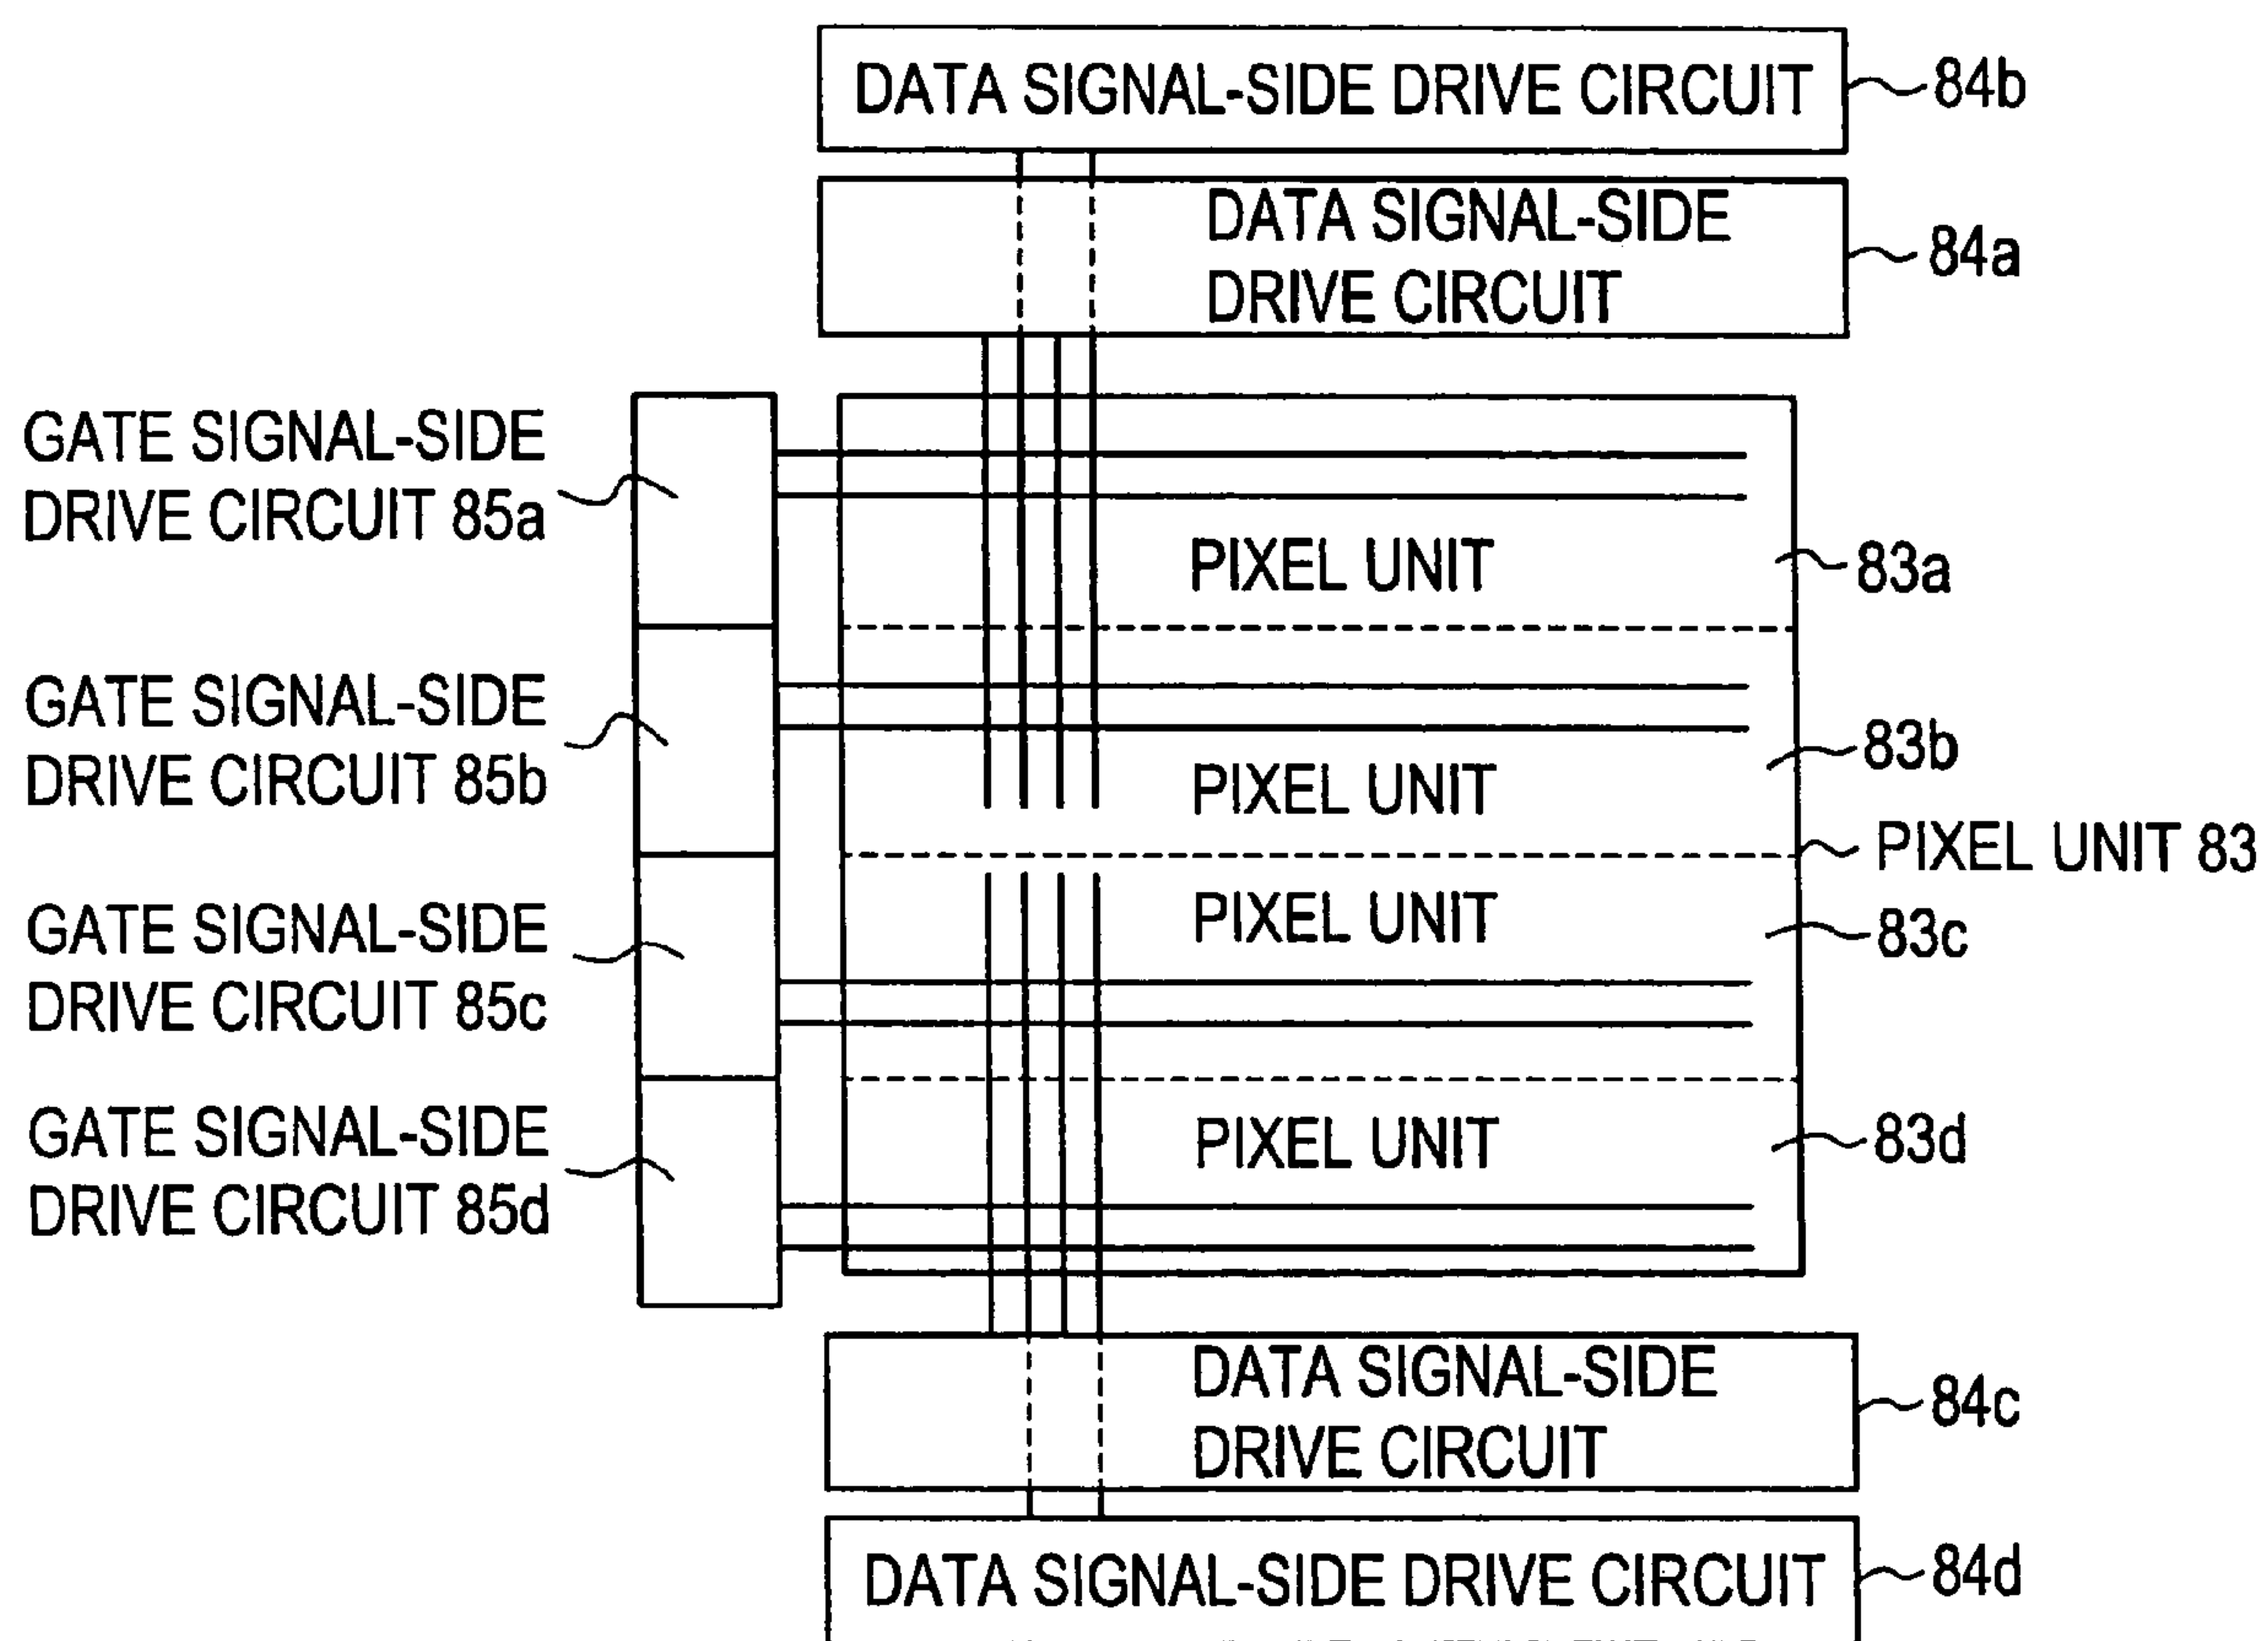 DATA SIGNAL-SIDE DRIVE CIRCUIT
84b
DATA SIGNAL-SIDE
DRIVE CIRCUIT
84a
GATE SIGNAL-SIDE
DRIVE CIRCUIT 85a
PIXEL UNIT
83a
GATE SIGNAL-SIDE
DRIVE CIRCUIT 85b
PIXEL UNIT
83b
PIXEL UNIT 83
GATE SIGNAL-SIDE
DRIVE CIRCUIT 85c
PIXEL UNIT
83c
GATE SIGNAL-SIDE
DRIVE CIRCUIT 85d
PIXEL UNIT
83d
DATA SIGNAL-SIDE
DRIVE CIRCUIT
84c
DATA SIGNAL-SIDE DRIVE CIRCUIT
84d